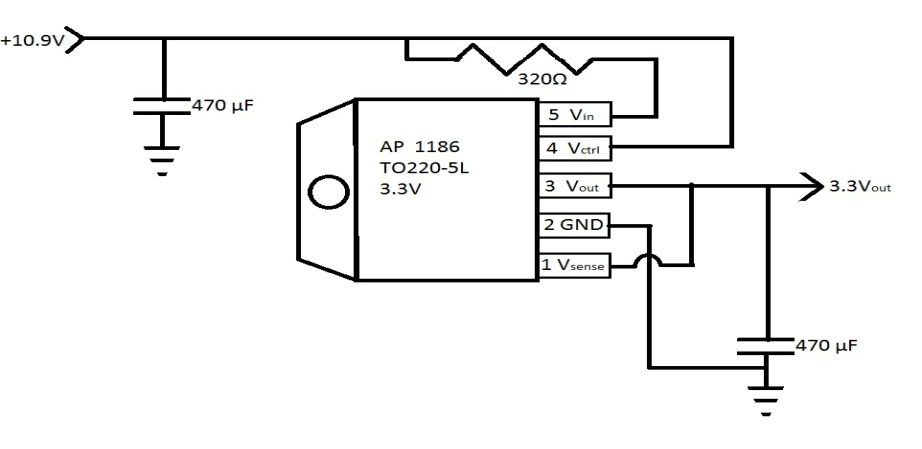 +10.9V
320Ω
470 µF
5 Vin
AP 1186
TO220-5L
3.3V
4 Vctrl
3 Vout
3.3Vout
2 GND
1 Vsense
470 µF